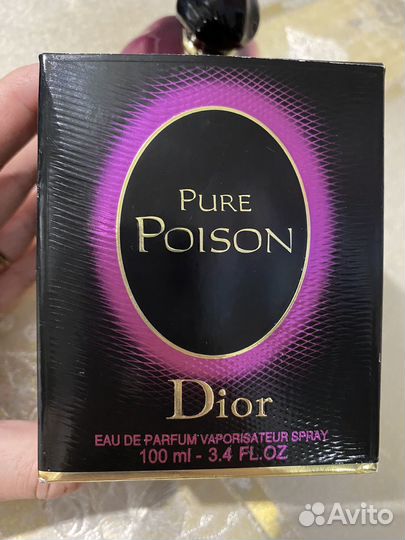 PURE
POISON
Dior
EAU DE PARFUM VAPORISATEUR SPRAY
100 ml - 3.4 FL.OZ
Avito